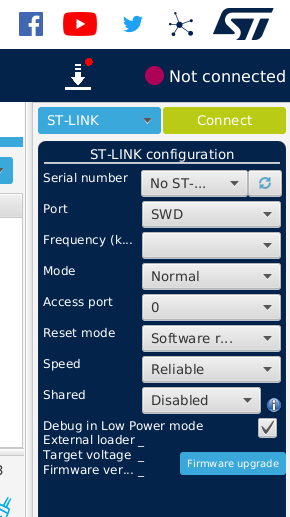 ST
Not connected
ST-LINK
Connect
ST-LINK configuration
Serial number No ST-...
Port SWD
Frequency (k...
Mode Normal
Access port 0
Reset mode Software r...
Speed Reliable
Shared Disabled
Debug in Low Power mode
External loader _
Target voltage _
Firmware ver... _
Firmware upgrade